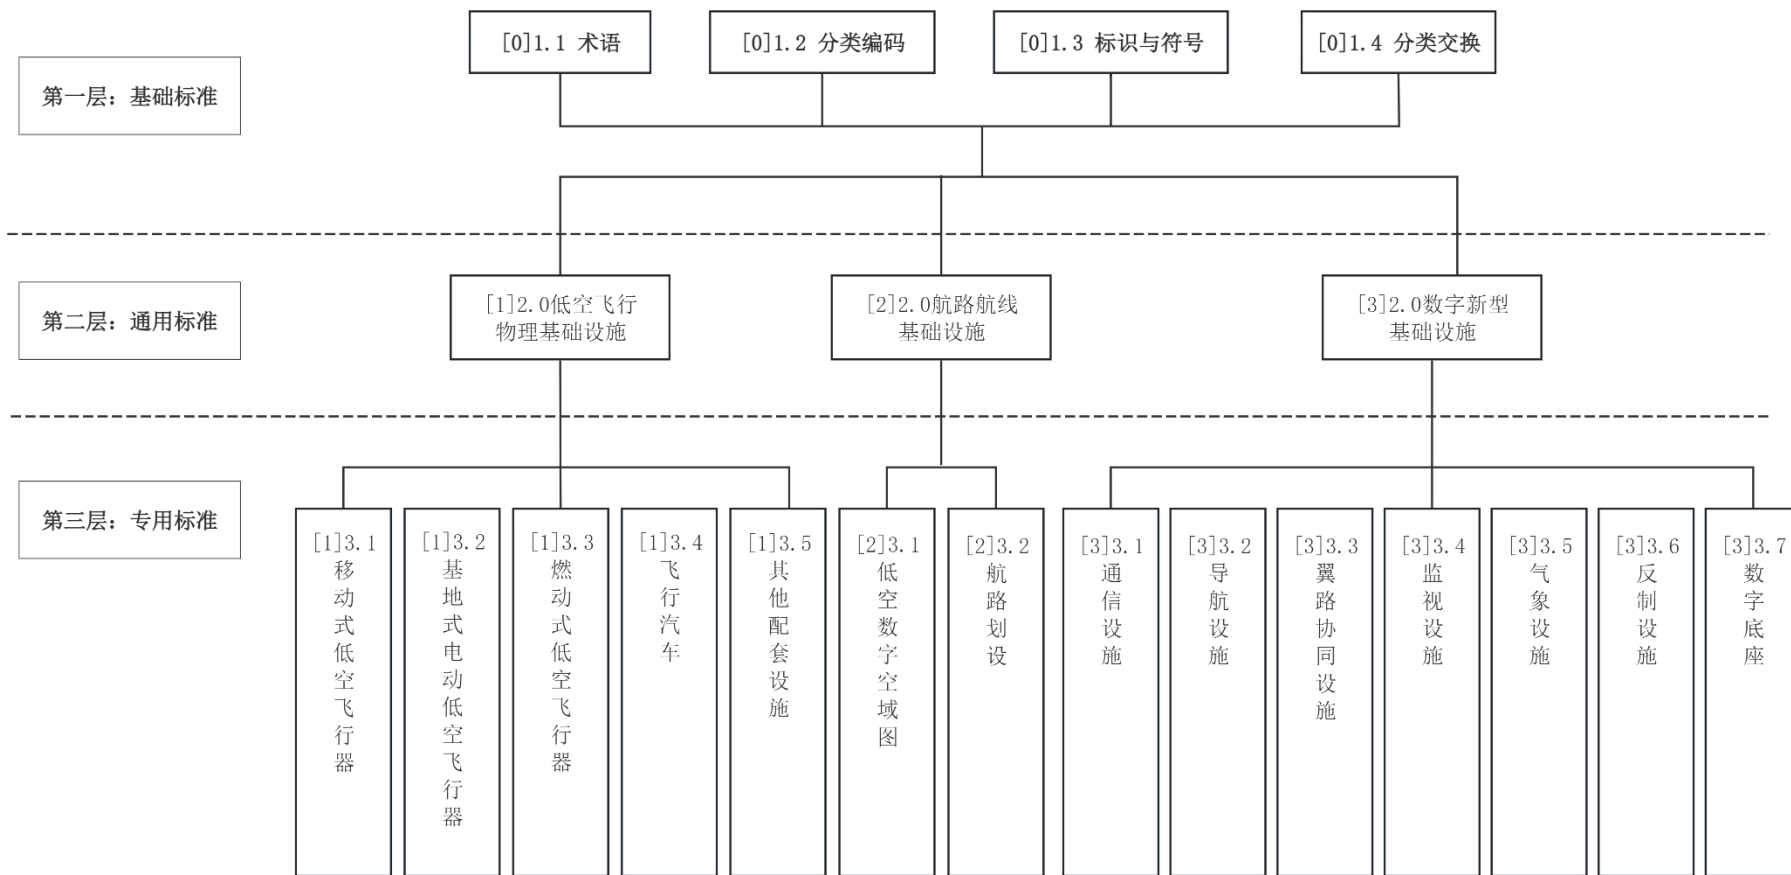 [0]1.1 术语
[0]1.2 分类编码
[0]1.3 标识与符号
[0]1.4 分类交换
第一层：基础标准
第二层：通用标准
[1]2.0低空飞行
物理基础设施
[2]2.0航路航线
基础设施
[3]2.0数字新型
基础设施
第三层：专用标准
[1]3.1
移动式低空飞行器
[1]3.2
基地式电动低空飞行器
[1]3.3
燃动式低空飞行器
[1]3.4
飞行汽车
[1]3.5
其他配套设施
[2]3.1
低空数字空域图
[2]3.2
航路划设
[3]3.1
通信设施
[3]3.2
导航设施
[3]3.3
翼路协同设施
[3]3.4
监视设施
[3]3.5
气象设施
[3]3.6
反制设施
[3]3.7
数字底座